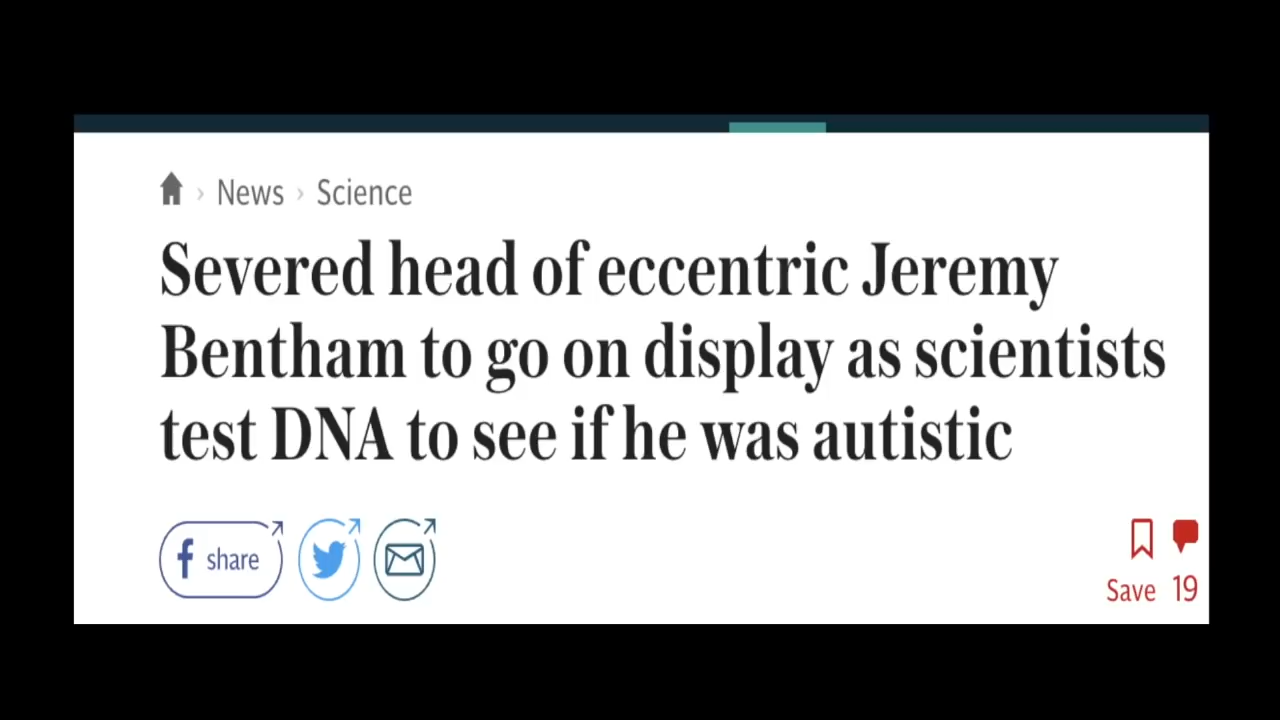 News › Science
Severed head of eccentric Jeremy
Bentham to go on display as scientists
test DNA to see if he was autistic
f share
Save 19